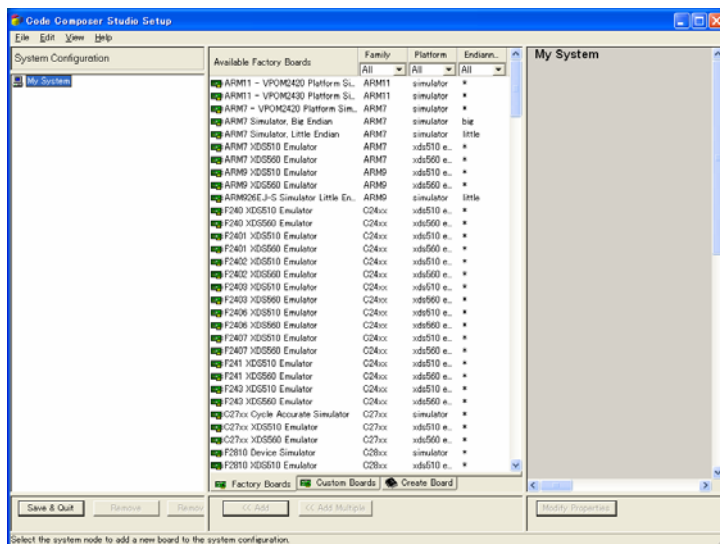 Code Composer Studio Setup
File Edit View Help
System Configuration
Available Factory Boards Family Platform Endiann..
All All All
My System
My System
ARM11 - VPOM2420 Platform Si.. ARM11 simulator *
ARM11 - VPOM2430 Platform Si.. ARM11 simulator *
ARM7 - VPOM2420 Platform Sim.. ARM7 simulator *
ARM7 Simulator, Big Endian ARM7 simulator big
ARM7 Simulator, Little Endian ARM7 simulator little
ARM7 XDS510 Emulator ARM7 xds510 e.. *
ARM7 XDS560 Emulator ARM7 xds560 e.. *
ARM9 XDS510 Emulator ARM9 xds510 e.. *
ARM9 XDS560 Emulator ARM9 xds560 e.. *
ARM926EJ-S Simulator Little En.. ARM9 simulator little
F240 XDS510 Emulator C24xx xds510 e.. *
F240 XDS560 Emulator C24xx xds560 e.. *
F2401 XDS510 Emulator C24xx xds510 e.. *
F2401 XDS560 Emulator C24xx xds560 e.. *
F2402 XDS510 Emulator C24xx xds510 e.. *
F2402 XDS560 Emulator C24xx xds560 e.. *
F2403 XDS510 Emulator C24xx xds510 e.. *
F2403 XDS560 Emulator C24xx xds560 e.. *
F2406 XDS510 Emulator C24xx xds510 e.. *
F2406 XDS560 Emulator C24xx xds560 e.. *
F2407 XDS510 Emulator C24xx xds510 e.. *
F2407 XDS560 Emulator C24xx xds560 e.. *
F241 XDS510 Emulator C24xx xds510 e.. *
F241 XDS560 Emulator C24xx xds560 e.. *
F243 XDS510 Emulator C24xx xds510 e.. *
F243 XDS560 Emulator C24xx xds560 e.. *
C27xx Cycle Accurate Simulator C27xx simulator *
C27xx XDS510 Emulator C27xx xds510 e.. *
C27xx XDS560 Emulator C27xx xds560 e.. *
F2810 Device Simulator C28xx simulator *
F2810 XDS510 Emulator C28xx xds510 e.. *
Factory Boards Custom Boards Create Board
Save & Quit Remove Remov << Add << Add Multiple Modify Properties
Select the system node to add a new board to the system configuration.